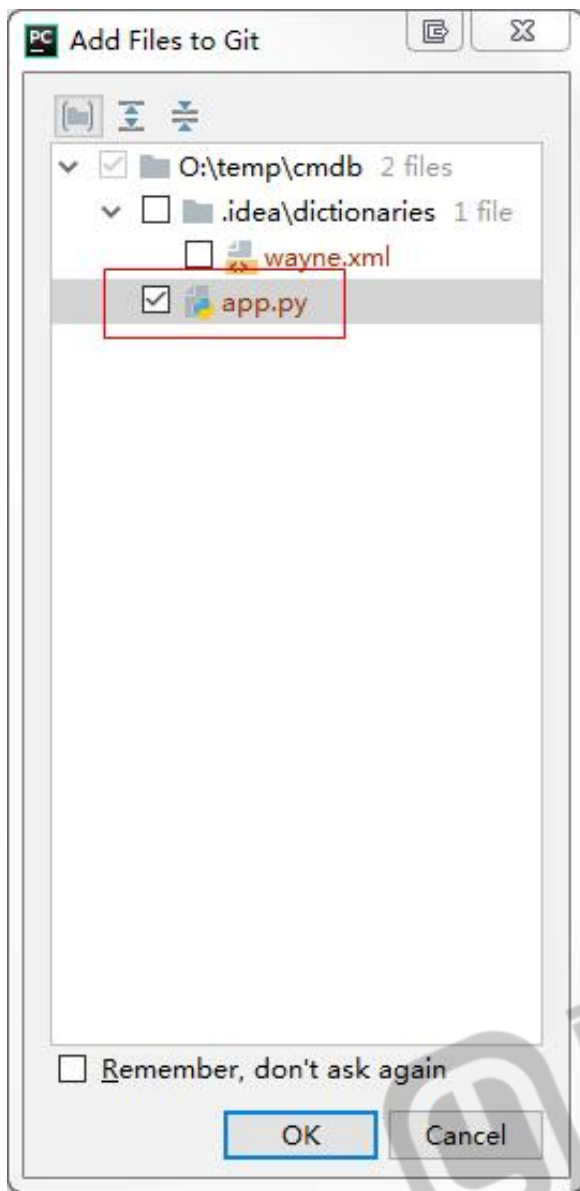 PC Add Files to Git
O:\temp\cmdb 2 files
.idea\dictionaries 1 file
wayne.xml
app.py
Remember, don't ask again
OK Cancel